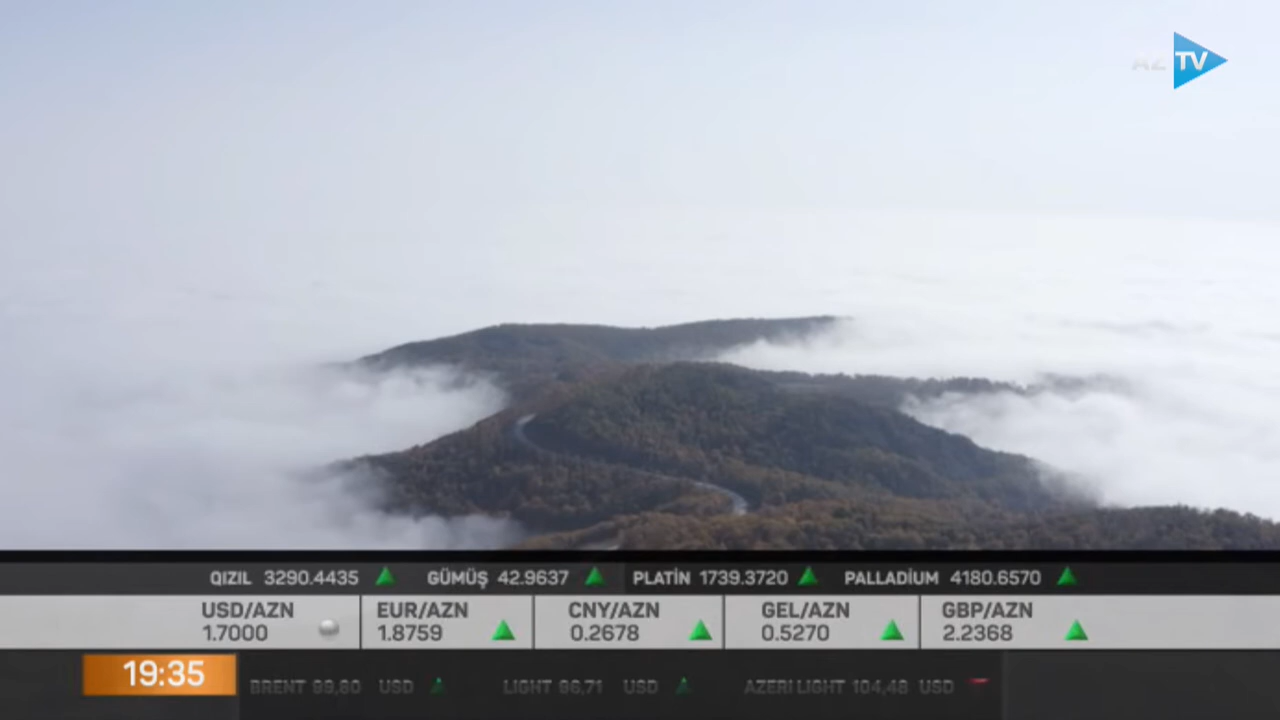 AZ TV
QIZIL 3290.4435 GÜMÜŞ 42.9637 PLATİN 1739.3720 PALLADİUM 4180.6570
USD/AZN EUR/AZN CNY/AZN GEL/AZN GBP/AZN
1.7000 1.8759 0.2678 0.5270 2.2368
19:35
BRENT 99,80 USD LIGHT 96,71 USD AZERI LIGHT 104,48 USD